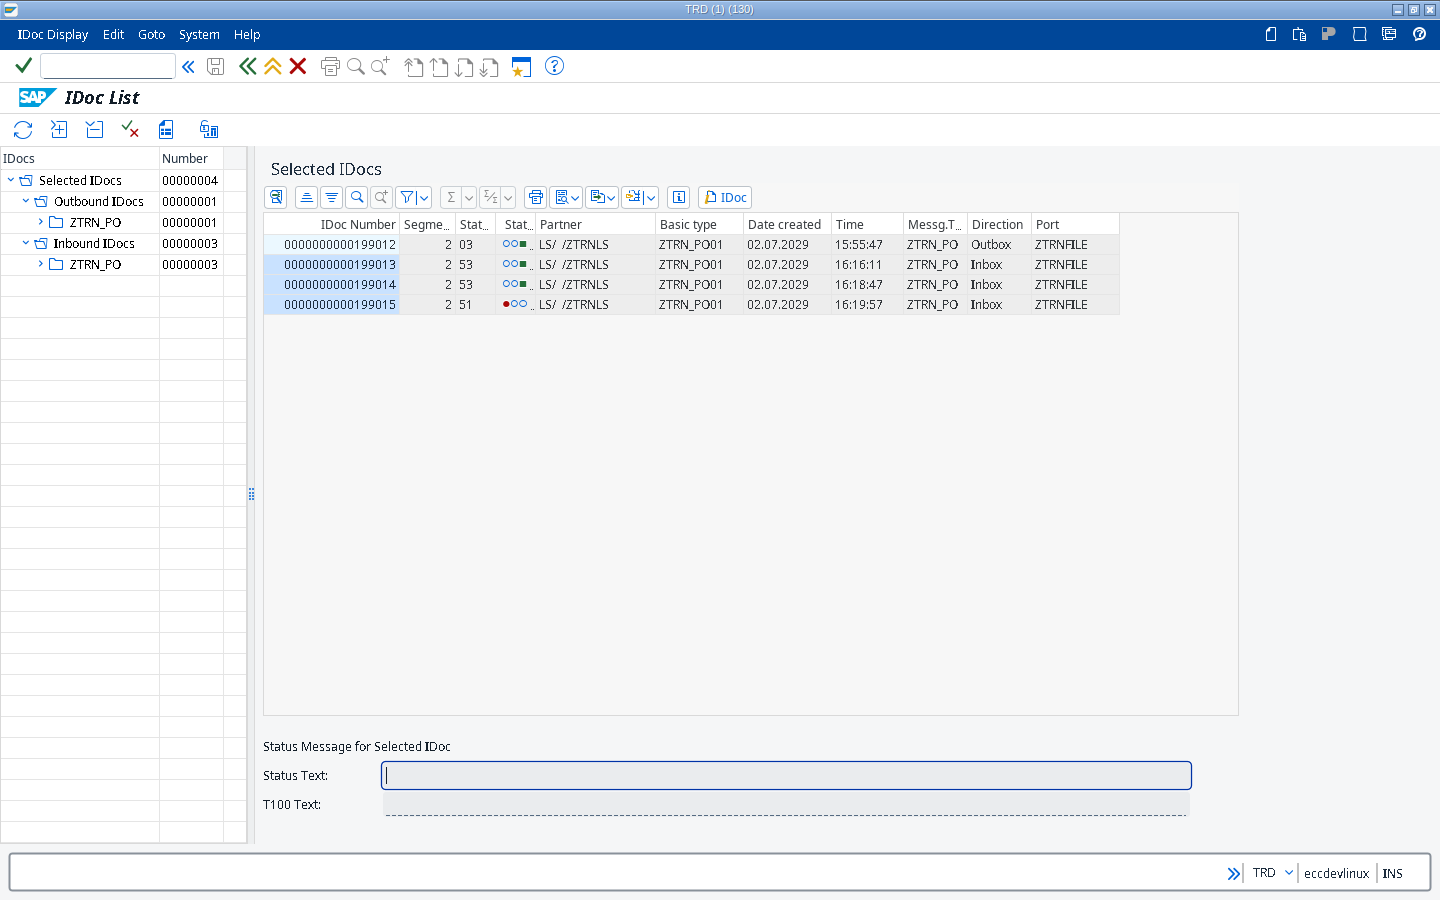 TRD (1) (130)
IDoc Display Edit Goto System Help
SAP IDoc List
IDocs Number
Selected IDocs 00000004
Outbound IDocs 00000001
ZTRN_PO 00000001
Inbound IDocs 00000003
ZTRN_PO 00000003
Selected IDocs
IDoc
IDoc Number Segme... Stat... Stat... Partner Basic type Date created Time Messg.T... Direction Port
0000000000199012 2 03 LS/ /ZTRNLS ZTRN_PO01 02.07.2029 15:55:47 ZTRN_PO Outbox ZTRNFILE
0000000000199013 2 53 LS/ /ZTRNLS ZTRN_PO01 02.07.2029 16:16:11 ZTRN_PO Inbox ZTRNFILE
0000000000199014 2 53 LS/ /ZTRNLS ZTRN_PO01 02.07.2029 16:18:47 ZTRN_PO Inbox ZTRNFILE
0000000000199015 2 51 LS/ /ZTRNLS ZTRN_PO01 02.07.2029 16:19:57 ZTRN_PO Inbox ZTRNFILE
Status Message for Selected IDoc
Status Text:
T100 Text:
TRD eccdevlinux INS